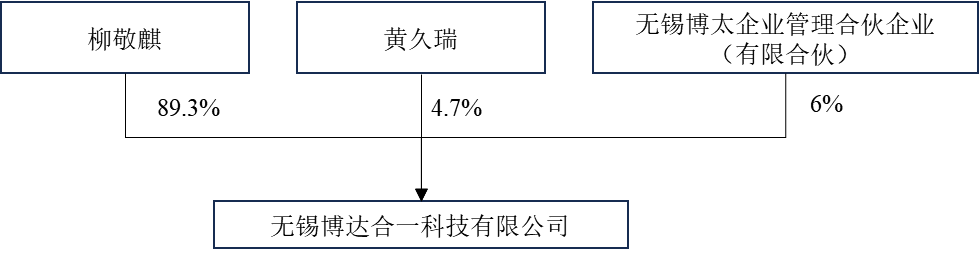 柳敬麒
黄久瑞
无锡博太企业管理合伙企业
（有限合伙）
89.3%
4.7%
6%
无锡博达合一科技有限公司